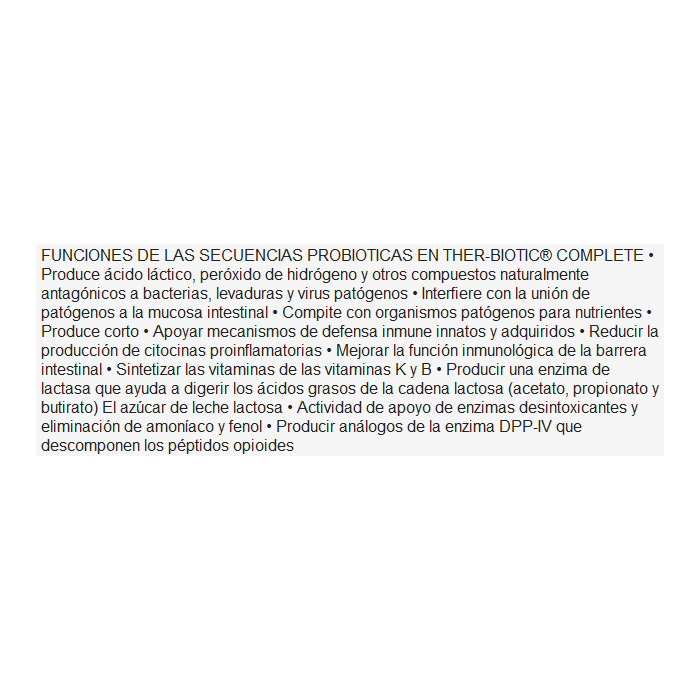 FUNCIONES DE LAS SECUENCIAS PROBIOTICAS EN THER-BIOTIC® COMPLETE •
Produce ácido láctico, peróxido de hidrógeno y otros compuestos naturalmente
antagónicos a bacterias, levaduras y virus patógenos • Interfiere con la unión de
patógenos a la mucosa intestinal • Compite con organismos patógenos para nutrientes •
Produce corto • Apoyar mecanismos de defensa inmune innatos y adquiridos • Reducir la
producción de citocinas proinflamatorias • Mejorar la función inmunológica de la barrera
intestinal • Sintetizar las vitaminas de las vitaminas K y B • Producir una enzima de
lactasa que ayuda a digerir los ácidos grasos de la cadena lactosa (acetato, propionato y
butirato) El azúcar de leche lactosa • Actividad de apoyo de enzimas desintoxicantes y
eliminación de amoníaco y fenol • Producir análogos de la enzima DPP-IV que
descomponen los péptidos opioides